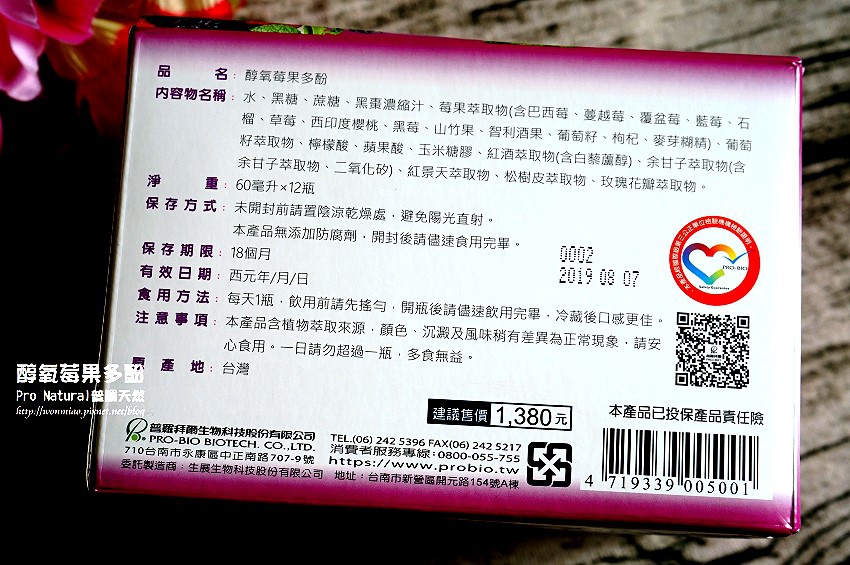 品名：醇氧莓果多酚
內容物名稱：水、黑糖、蔗糖、黑棗濃縮汁、莓果萃取物(含巴西莓、蔓越莓、覆盆莓、藍莓、石
榴、草莓、西印度櫻桃、黑莓、山竹果、智利酒果、葡萄籽、枸杞、麥芽糊精)、葡萄
籽萃取物、檸檬酸、蘋果酸、玉米糖膠、紅酒萃取物(含白藜蘆醇)、余甘子萃取物(含
余甘子萃取物、二氧化矽)、紅景天萃取物、松樹皮萃取物、玫瑰花瓣萃取物。
淨重：60毫升×12瓶
保存方式：未開封前請置陰涼乾燥處，避免陽光直射。
本產品無添加防腐劑，開封後請儘速食用完畢。
保存期限：18個月
有效日期：西元年/月/日
0002
2019 08 07
食用方法：每天1瓶，飲用前請先搖勻，開瓶後請儘速飲用完畢，冷藏後口感更佳。
注意事項：本產品含植物萃取來源，顏色、沉澱及風味稍有差異為正常現象，請安
心食用。一日請勿超過一瓶，多食無益。
原產地：台灣
PRO-BIO
Safety Guarantee
醇氧莓果多酚
Pro Natural普羅天然
http://wonmiao.pixnet.net/blog
建議售價 1,380元
本產品已投保產品責任險
普羅拜爾生物科技股份有限公司
PRO-BIO BIOTECH. CO.,LTD.
710台南市永康區中正南路707-9號
TEL.(06) 242 5396 FAX(06) 242 5217
消費者服務專線：0800-055-755
https://www.probio.tw
委託製造商：生展生物科技股份有限公司 地址：台南市新營區開元路154號A棟
4 719339 005001